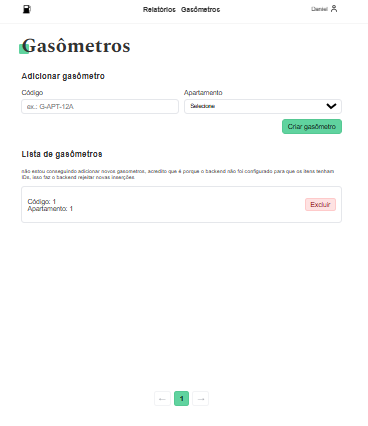 Relatórios Gasômetros
Daniel
Gasômetros
Adicionar gasômetro
Código
Apartamento
ex.: G-APT-12A
Selecione
Criar gasômetro
Lista de gasômetros
não estou conseguindo adicionar novos gasometros, acredito que é porque o backend não foi configurado para que os itens tenham
IDs, isso faz o backend rejeitar novas inserções
Código: 1
Apartamento: 1
Excluir
← 1 →